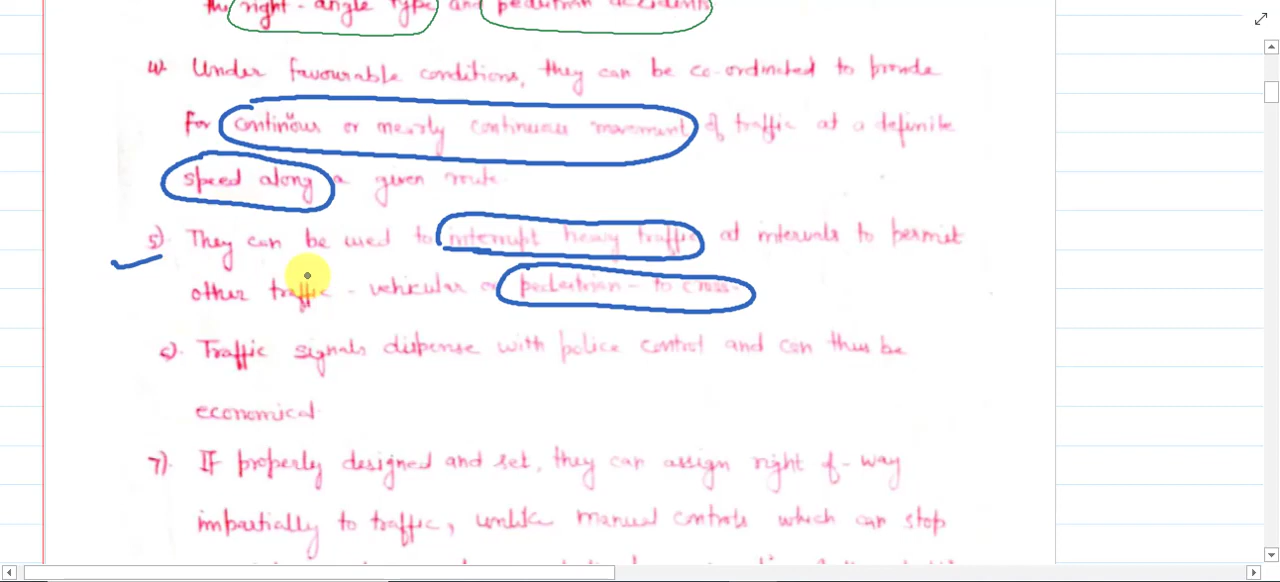 the right - angle type and pedestrian accidents
4) Under favourable conditions, they can be co-ordinated to provide
for continous or nearly continuous movement of traffic at a definite
speed along a given route
5) They can be used to interrupt heavy traffic at intervals to permit
other traffic - vehicular or pedestrian - to cross.
6) Traffic signals dispense with police control and can thus be
economical.
7) If properly designed and set, they can assign right of-way
impartially to traffic, unlike manual controls which can stop